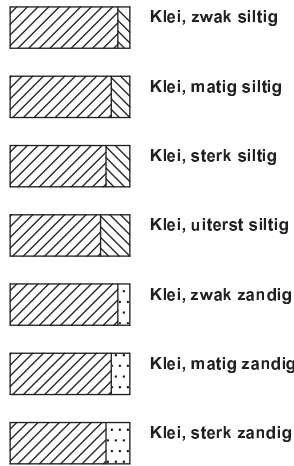 Klei, zwak siltig
Klei, matig siltig
Klei, sterk siltig
Klei, uiterst siltig
Klei, zwak zandig
Klei, matig zandig
Klei, sterk zandig